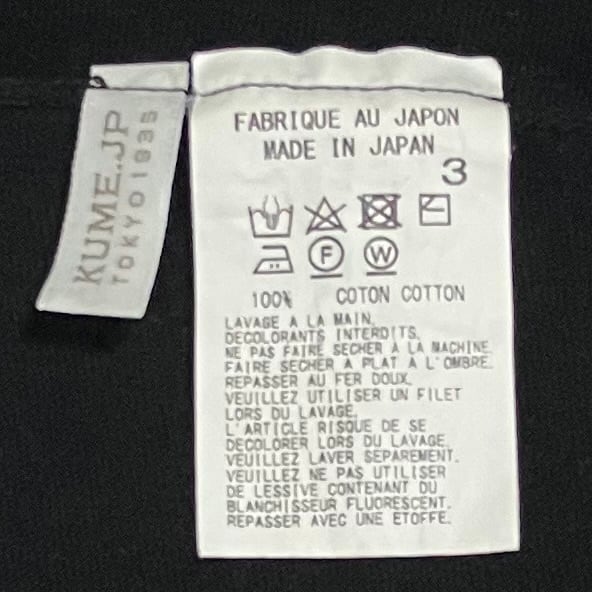 KUME.JP
TOKYO1935
FABRIQUE AU JAPON
MADE IN JAPAN
3
F
W
100% COTON COTTON
LAVAGE A LA MAIN.
DECOLORANTS INTERDITS.
NE PAS FAIRE SECHER A LA MACHINE.
FAIRE SECHER A PLAT A L'OMBRE.
REPASSER AU FER DOUX.
VEUILLEZ UTILISER UN FILET
LORS DU LAVAGE.
L'ARTICLE RISQUE DE SE
DECOLORER LORS DU LAVAGE.
VEUILLEZ LAVER SEPAREMENT.
VEUILLEZ NE PAS UTILISER
DE LESSIVE CONTENANT DU
BLANCHISSEUR FLUORESCENT.
REPASSER AVEC UNE ETOFFE.